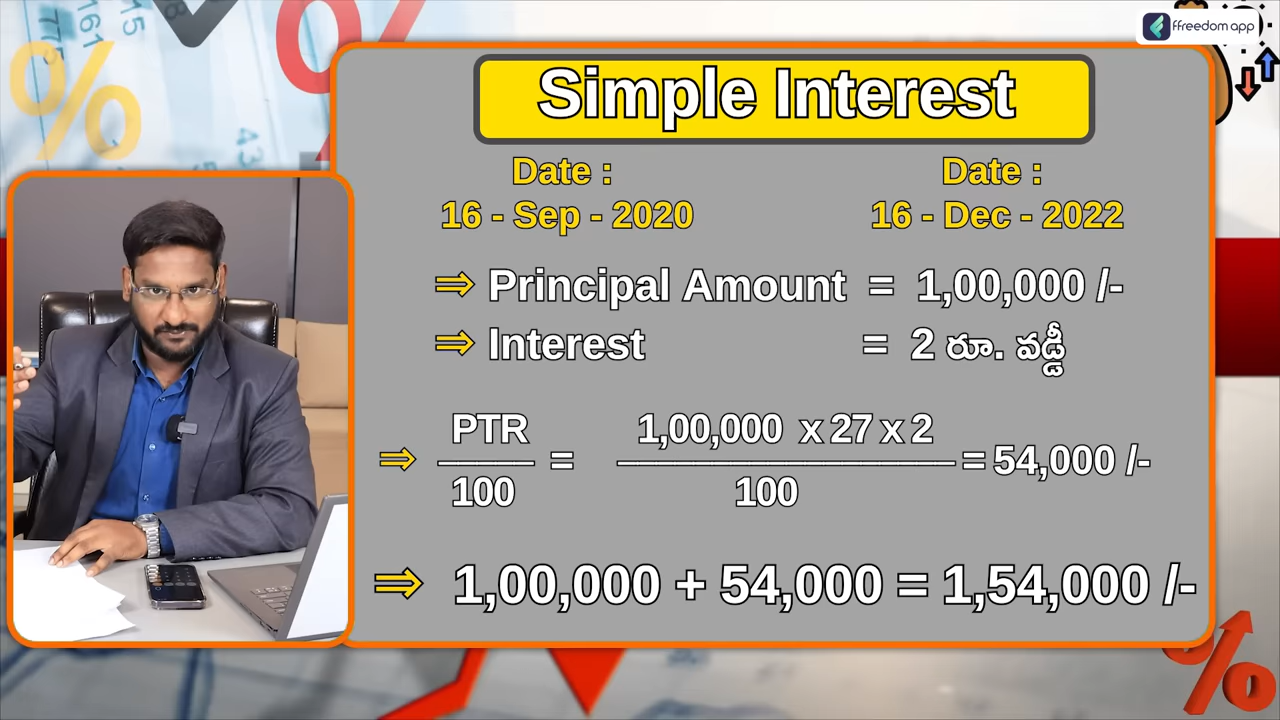 ffreedom app
Simple Interest
Date :
16 - Sep - 2020
Date :
16 - Dec - 2022
⇒ Principal Amount = 1,00,000 /-
⇒ Interest = 2 రూ. వడ్డీ
⇒ PTR / 100 = 1,00,000 x 27 x 2 / 100 = 54,000 /-
⇒ 1,00,000 + 54,000 = 1,54,000 /-